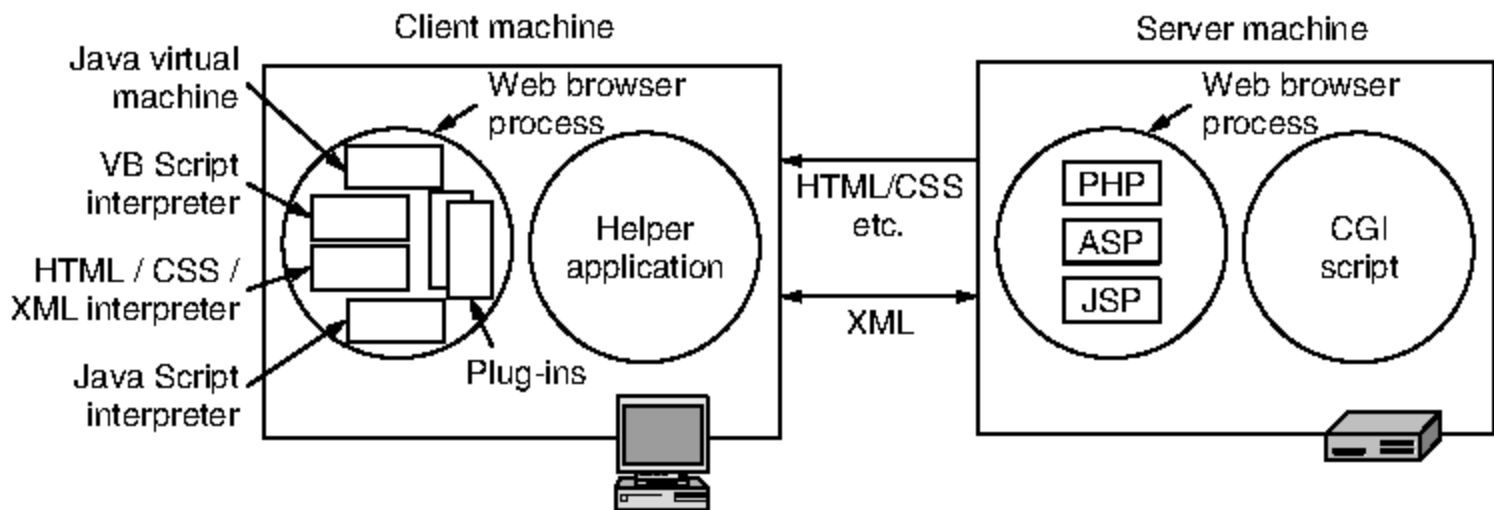 Client machine
Server machine
Java virtual
machine
VB Script
interpreter
HTML / CSS /
XML interpreter
Java Script
interpreter
Web browser
process
Helper
application
Plug-ins
HTML/CSS
etc.
XML
Web browser
process
PHP
ASP
JSP
CGI
script